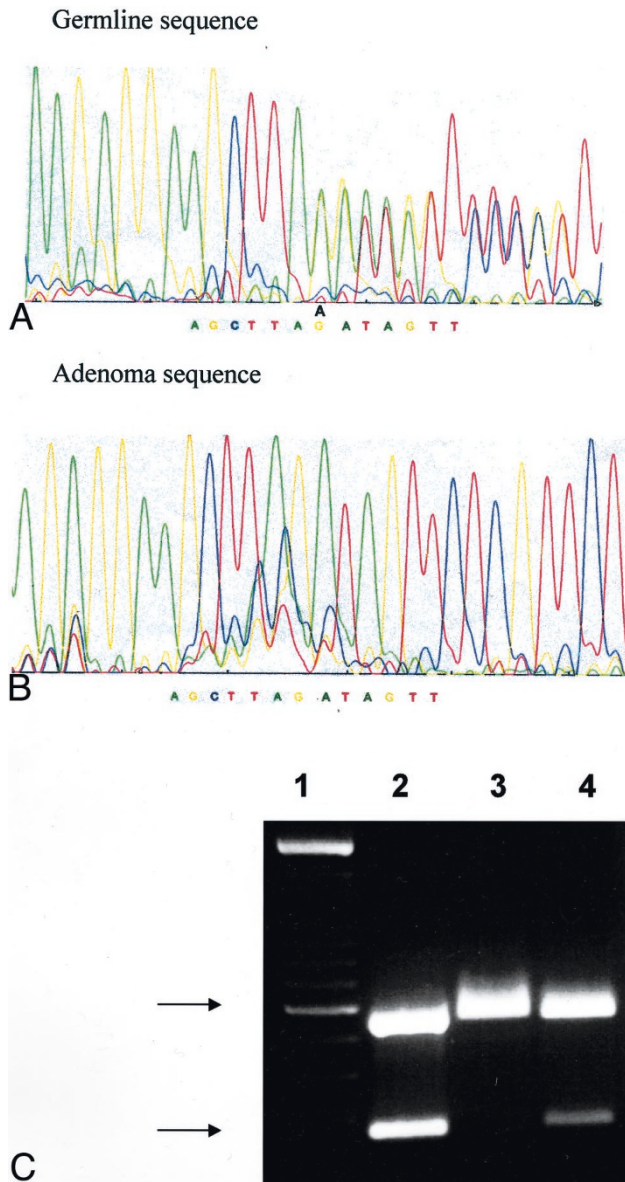 Germline sequence
A
A
A G C T T A G A T A G T T
Adenoma sequence
B
A G C T T A G A T A G T T
1 2 3 4
C